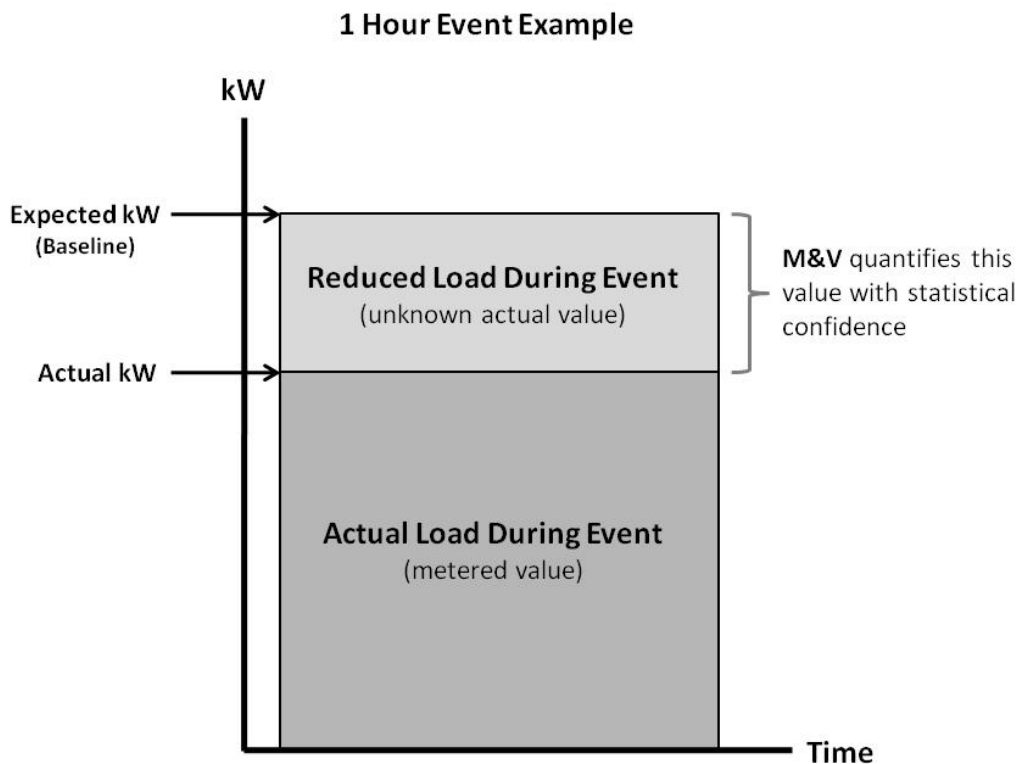 1 Hour Event Example
kW
Expected kW
(Baseline)
Reduced Load During Event
(unknown actual value)
M&V quantifies this
value with statistical
confidence
Actual kW
Actual Load During Event
(metered value)
Time